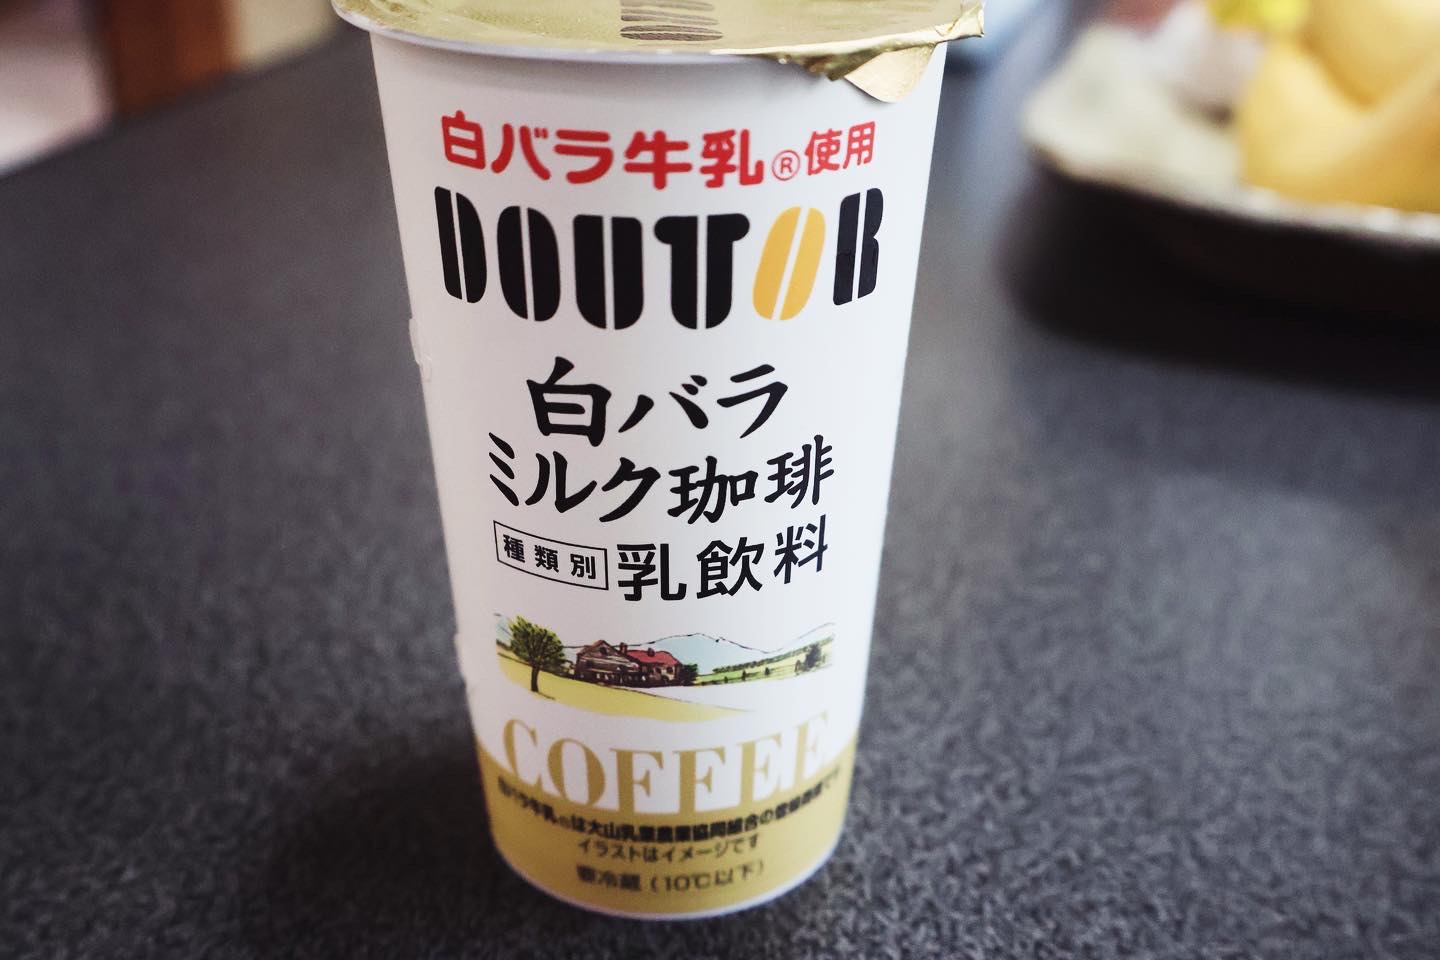 白バラ牛乳®使用
DOUTOR
白バラ
ミルク珈琲
種類別 乳飲料
COFFEE
白バラ牛乳®は大山乳業農業協同組合の登録商標です
イラストはイメージです
要冷蔵(10℃以下)